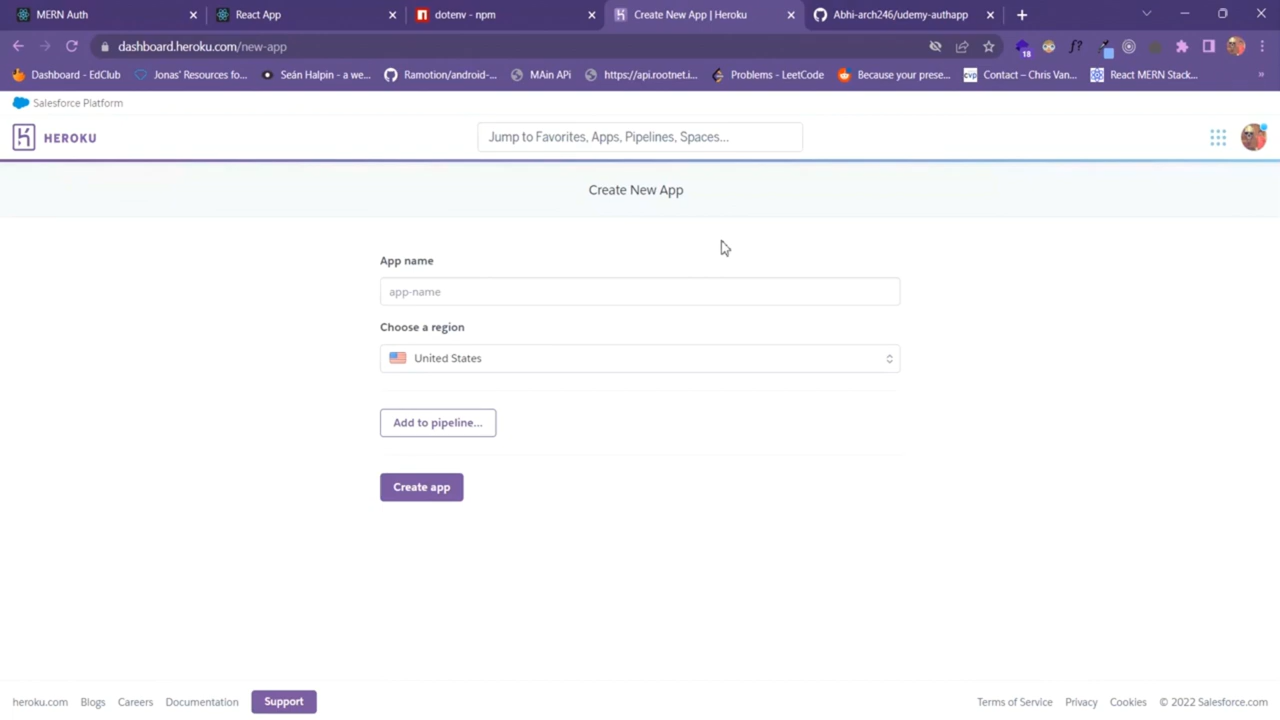 MERN Auth
React App
dotenv - npm
Create New App | Heroku
Abhi-arch246/udemy-authapp
dashboard.heroku.com/new-app
18
f?
Dashboard - EdClub
Jonas' Resources fo...
Seán Halpin - a we...
Ramotion/android-...
MAin APi
https://api.rootnet.i...
Problems - LeetCode
Because your prese...
cvp
Contact – Chris Van...
React MERN Stack...
»
Salesforce Platform
HEROKU
Jump to Favorites, Apps, Pipelines, Spaces...
Create New App
App name
app-name
Choose a region
United States
Add to pipeline...
Create app
heroku.com
Blogs
Careers
Documentation
Support
Terms of Service
Privacy
Cookies
© 2022 Salesforce.com